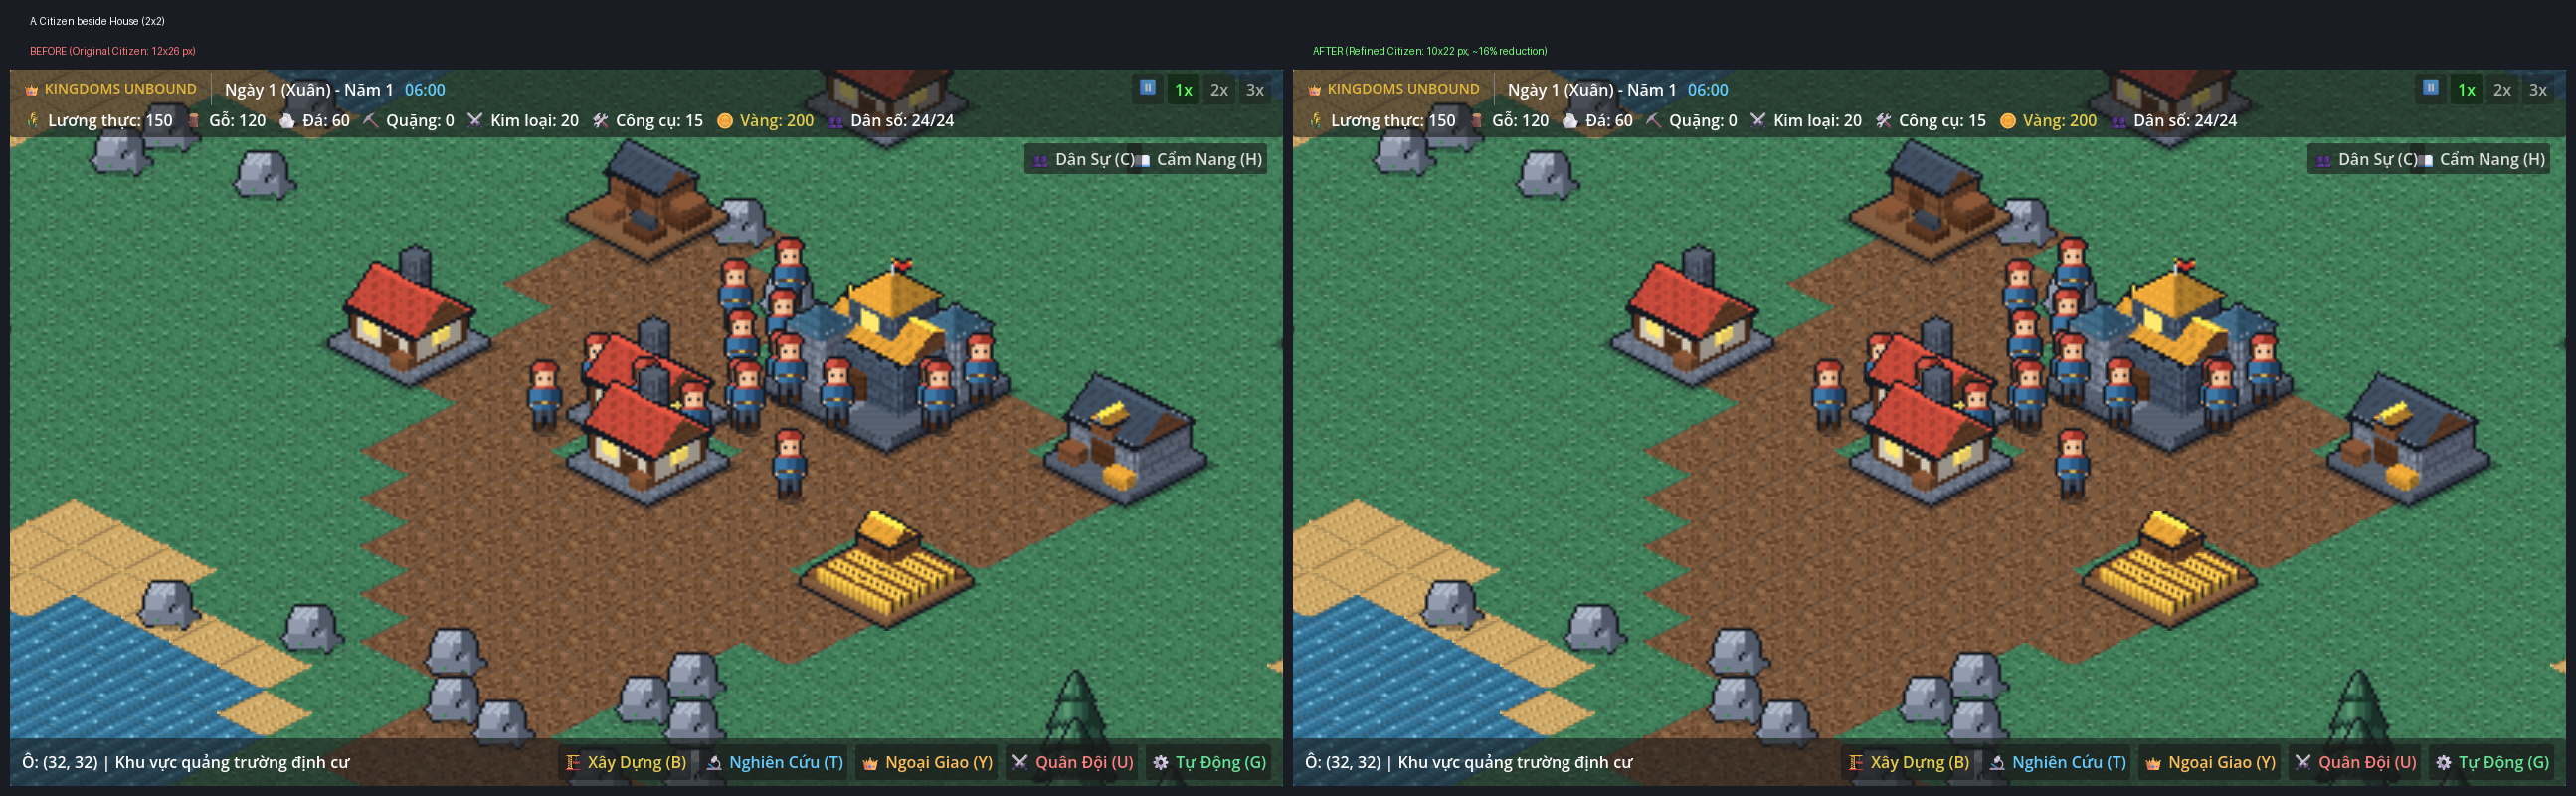 A Citizen beside House (2x2)
BEFORE (Original Citizen: 12x26 px)
KINGDOMS UNBOUND Ngày 1 (Xuân) - Năm 1 06:00 1x 2x 3x
Lương thực: 150 Gỗ: 120 Đá: 60 Quặng: 0 Kim loại: 20 Công cụ: 15 Vàng: 200 Dân số: 24/24
Dân Sự (C) Cẩm Nang (H)
Ô: (32, 32) | Khu vực quảng trường định cư Xây Dựng (B) Nghiên Cứu (T) Ngoại Giao (Y) Quân Đội (U) Tự Động (G)
AFTER (Refined Citizen: 10x22 px, ~16% reduction)
KINGDOMS UNBOUND Ngày 1 (Xuân) - Năm 1 06:00 1x 2x 3x
Lương thực: 150 Gỗ: 120 Đá: 60 Quặng: 0 Kim loại: 20 Công cụ: 15 Vàng: 200 Dân số: 24/24
Dân Sự (C) Cẩm Nang (H)
Ô: (32, 32) | Khu vực quảng trường định cư Xây Dựng (B) Nghiên Cứu (T) Ngoại Giao (Y) Quân Đội (U) Tự Động (G)